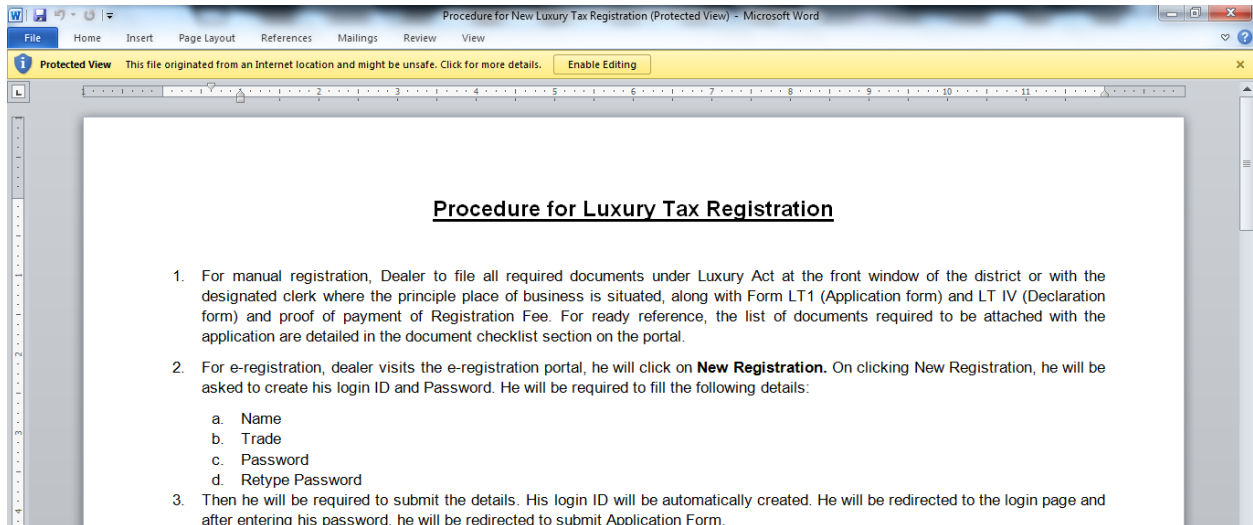 Procedure for New Luxury Tax Registration (Protected View) - Microsoft Word
File Home Insert Page Layout References Mailings Review View
Protected View This file originated from an Internet location and might be unsafe. Click for more details. Enable Editing
2 3 4 5 6 7 8 9 10 11
Procedure for Luxury Tax Registration
1. For manual registration, Dealer to file all required documents under Luxury Act at the front window of the district or with the
designated clerk where the principle place of business is situated, along with Form LT1 (Application form) and LT IV (Declaration
form) and proof of payment of Registration Fee. For ready reference, the list of documents required to be attached with the
application are detailed in the document checklist section on the portal.
2. For e-registration, dealer visits the e-registration portal, he will click on New Registration. On clicking New Registration, he will be
asked to create his login ID and Password. He will be required to fill the following details:
a. Name
b. Trade
c. Password
d. Retype Password
3. Then he will be required to submit the details. His login ID will be automatically created. He will be redirected to the login page and
after entering his password, he will be redirected to submit Application Form.